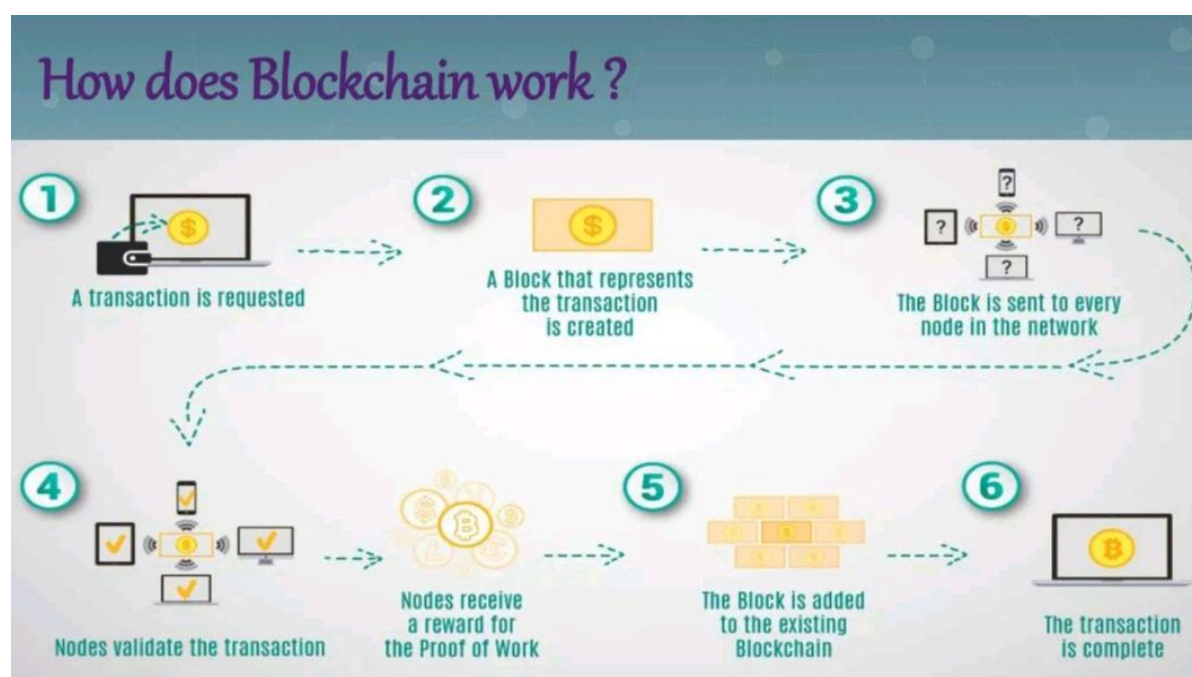 How does Blockchain work ?
1
A transaction is requested
2
A Block that represents
the transaction
is created
3
The Block is sent to every
node in the network
4
Nodes validate the transaction
Nodes receive
a reward for
the Proof of Work
5
The Block is added
to the existing
Blockchain
6
The transaction
is complete